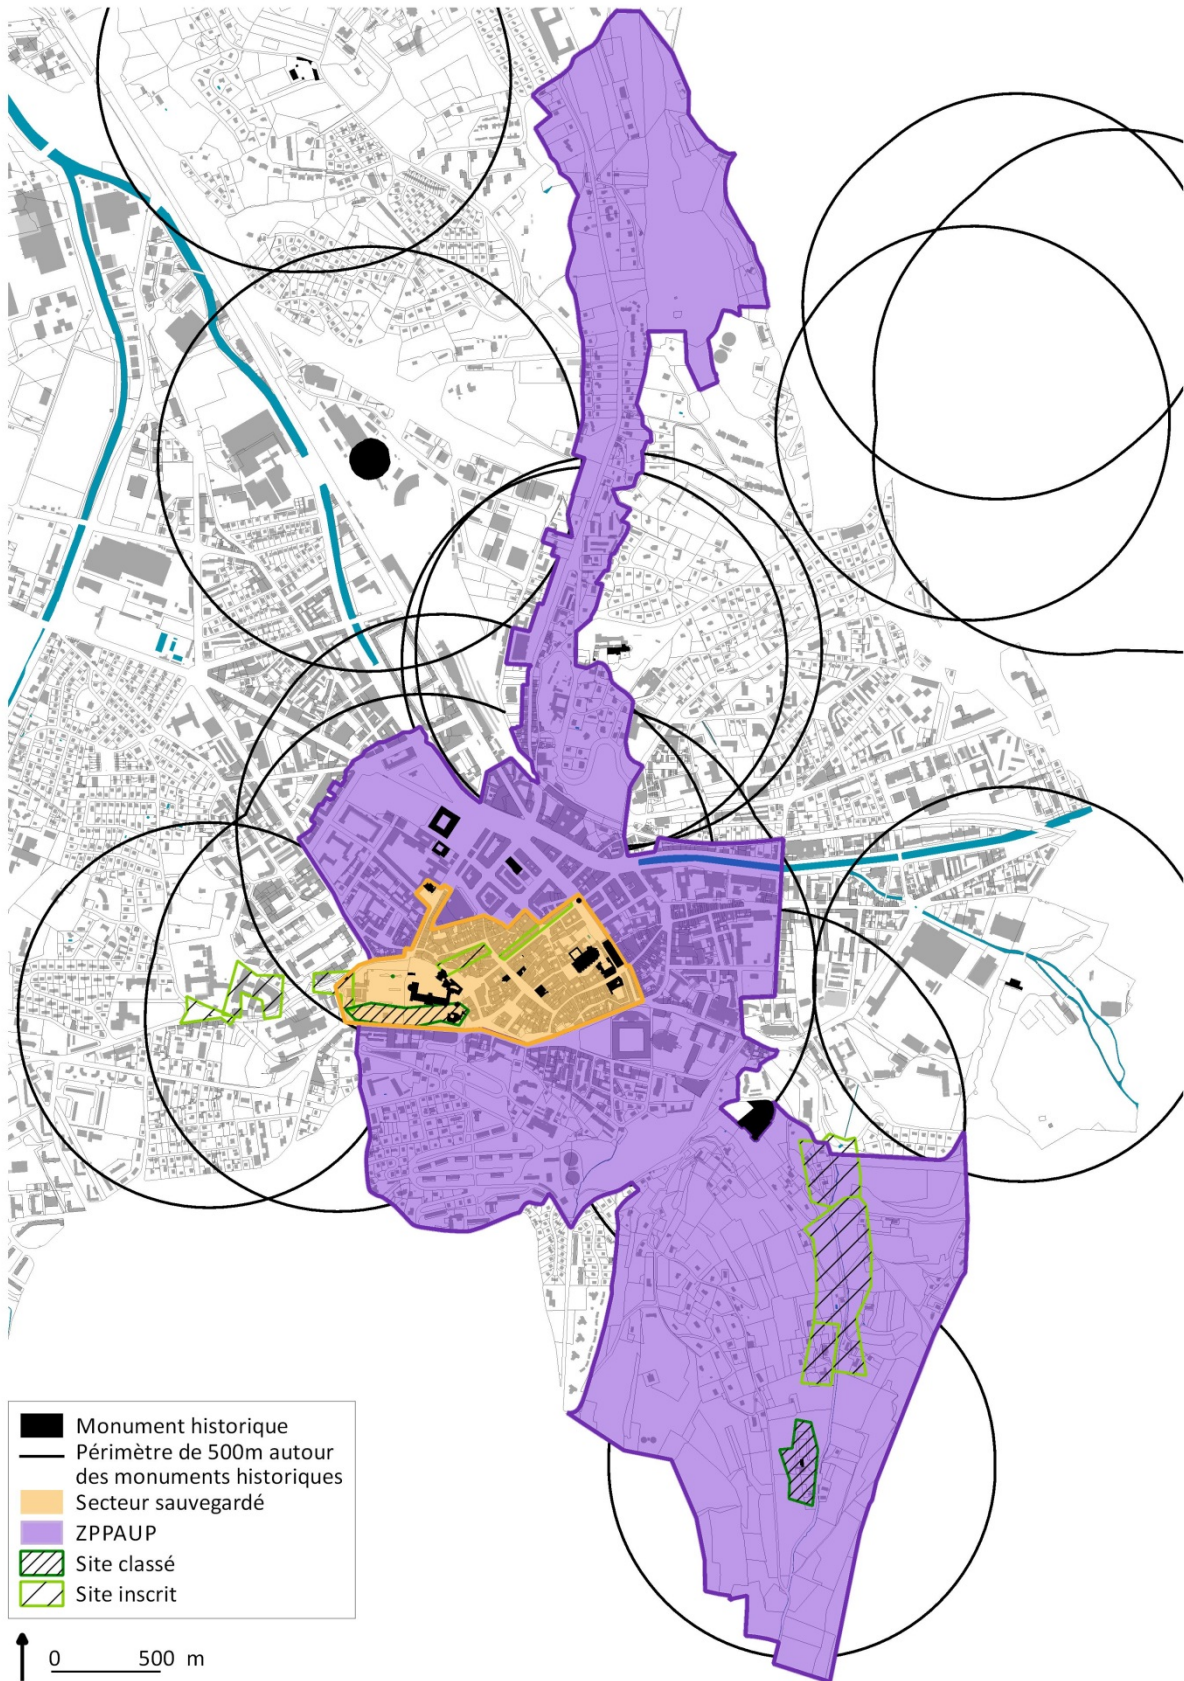 Monument historique
Périmètre de 500m autour
des monuments historiques
Secteur sauvegardé
ZPPAUP
Site classé
Site inscrit
0 500 m